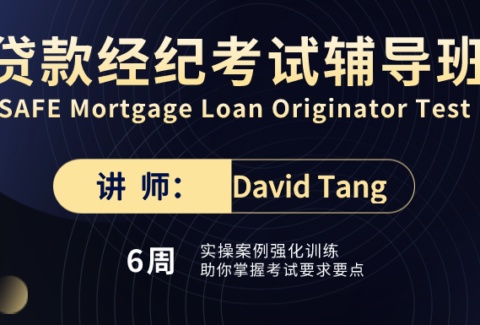 贷款经纪考试辅导班
SAFE Mortgage Loan Originator Test
讲 师： David Tang
6周
实操案例强化训练
助你掌握考试要求要点